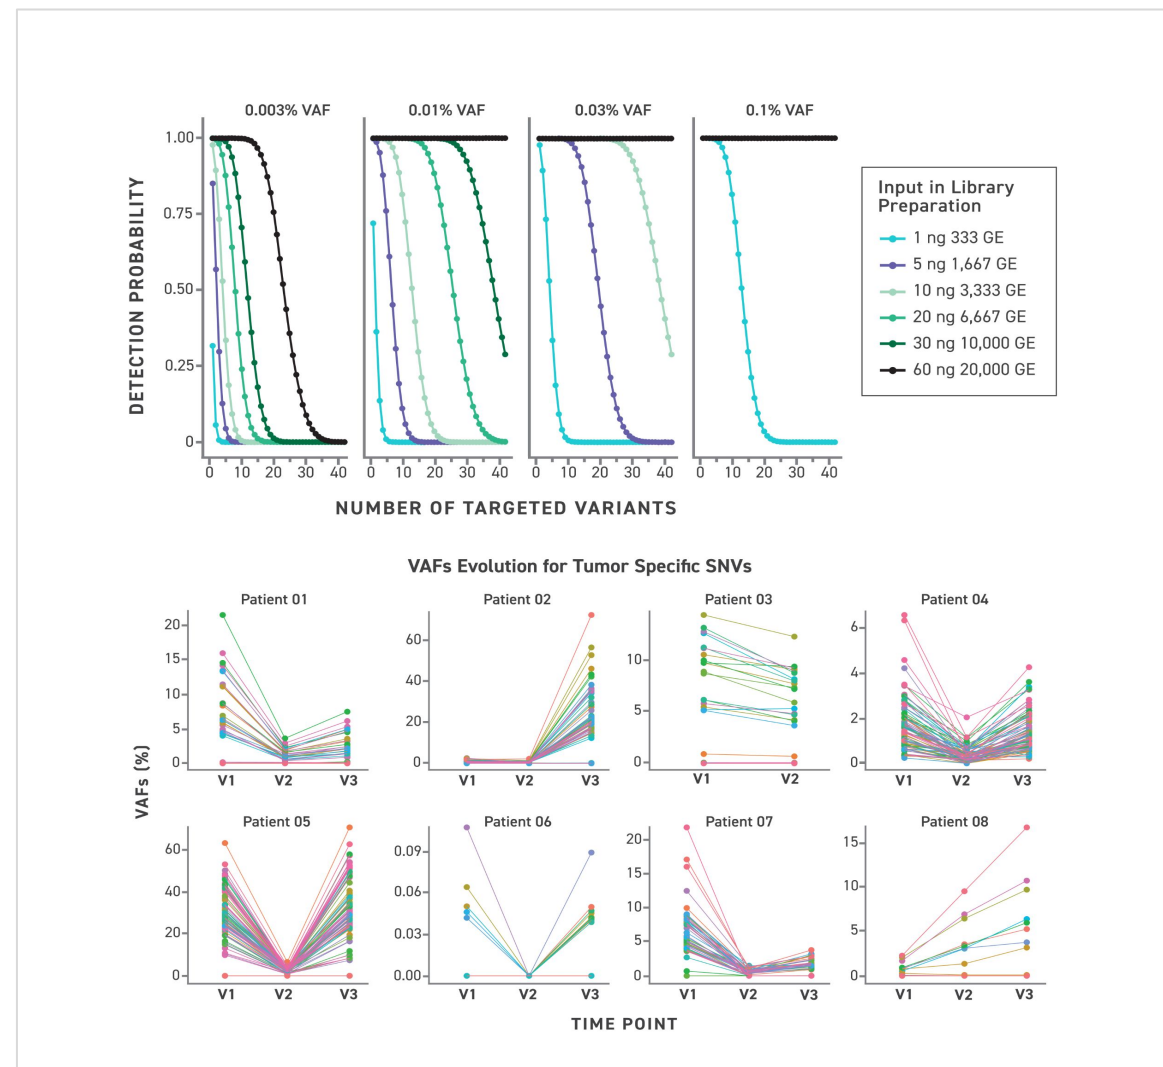 0.003% VAF
0.01% VAF
0.03% VAF
0.1% VAF
DETECTION PROBABILITY
1.00
0.75
0.50
0.25
0
0 10 20 30 40
0 10 20 30 40
0 10 20 30 40
0 10 20 30 40
NUMBER OF TARGETED VARIANTS
Input in Library
Preparation
1 ng 333 GE
5 ng 1,667 GE
10 ng 3,333 GE
20 ng 6,667 GE
30 ng 10,000 GE
60 ng 20,000 GE
VAFs Evolution for Tumor Specific SNVs
VAFs (%)
Patient 01
20
15
10
5
0
V1 V2 V3
Patient 02
60
40
20
0
V1 V2 V3
Patient 03
10
5
0
V1 V2
Patient 04
6
4
2
0
V1 V2 V3
Patient 05
60
40
20
0
V1 V2 V3
Patient 06
0.09
0.06
0.03
0.00
V1 V2 V3
Patient 07
20
15
10
5
0
V1 V2 V3
Patient 08
15
10
5
0
V1 V2 V3
TIME POINT